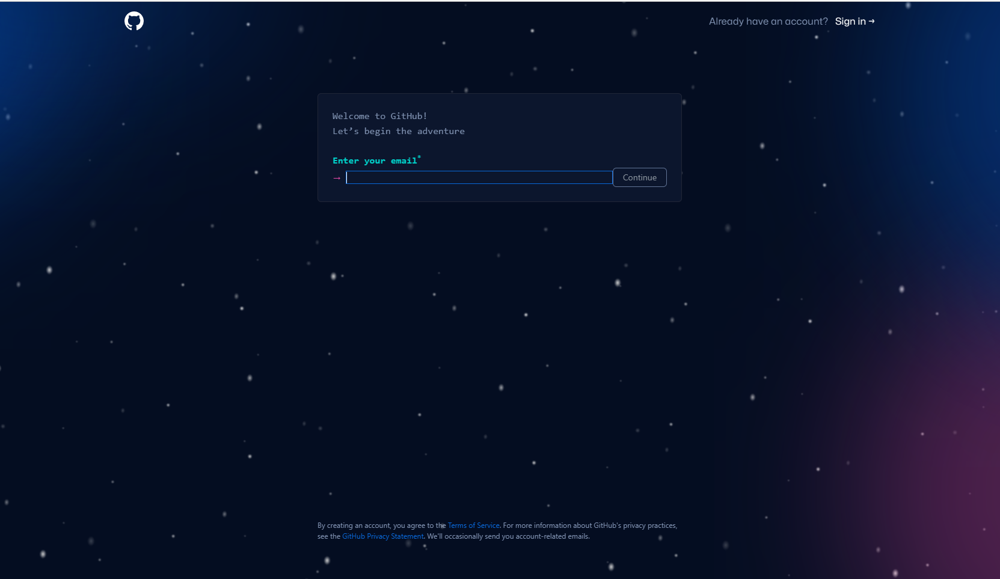 Already have an account? Sign in →
Welcome to GitHub!
Let’s begin the adventure
Enter your email*
→
Continue
By creating an account, you agree to the Terms of Service. For more information about GitHub's privacy practices,
see the GitHub Privacy Statement. We'll occasionally send you account-related emails.